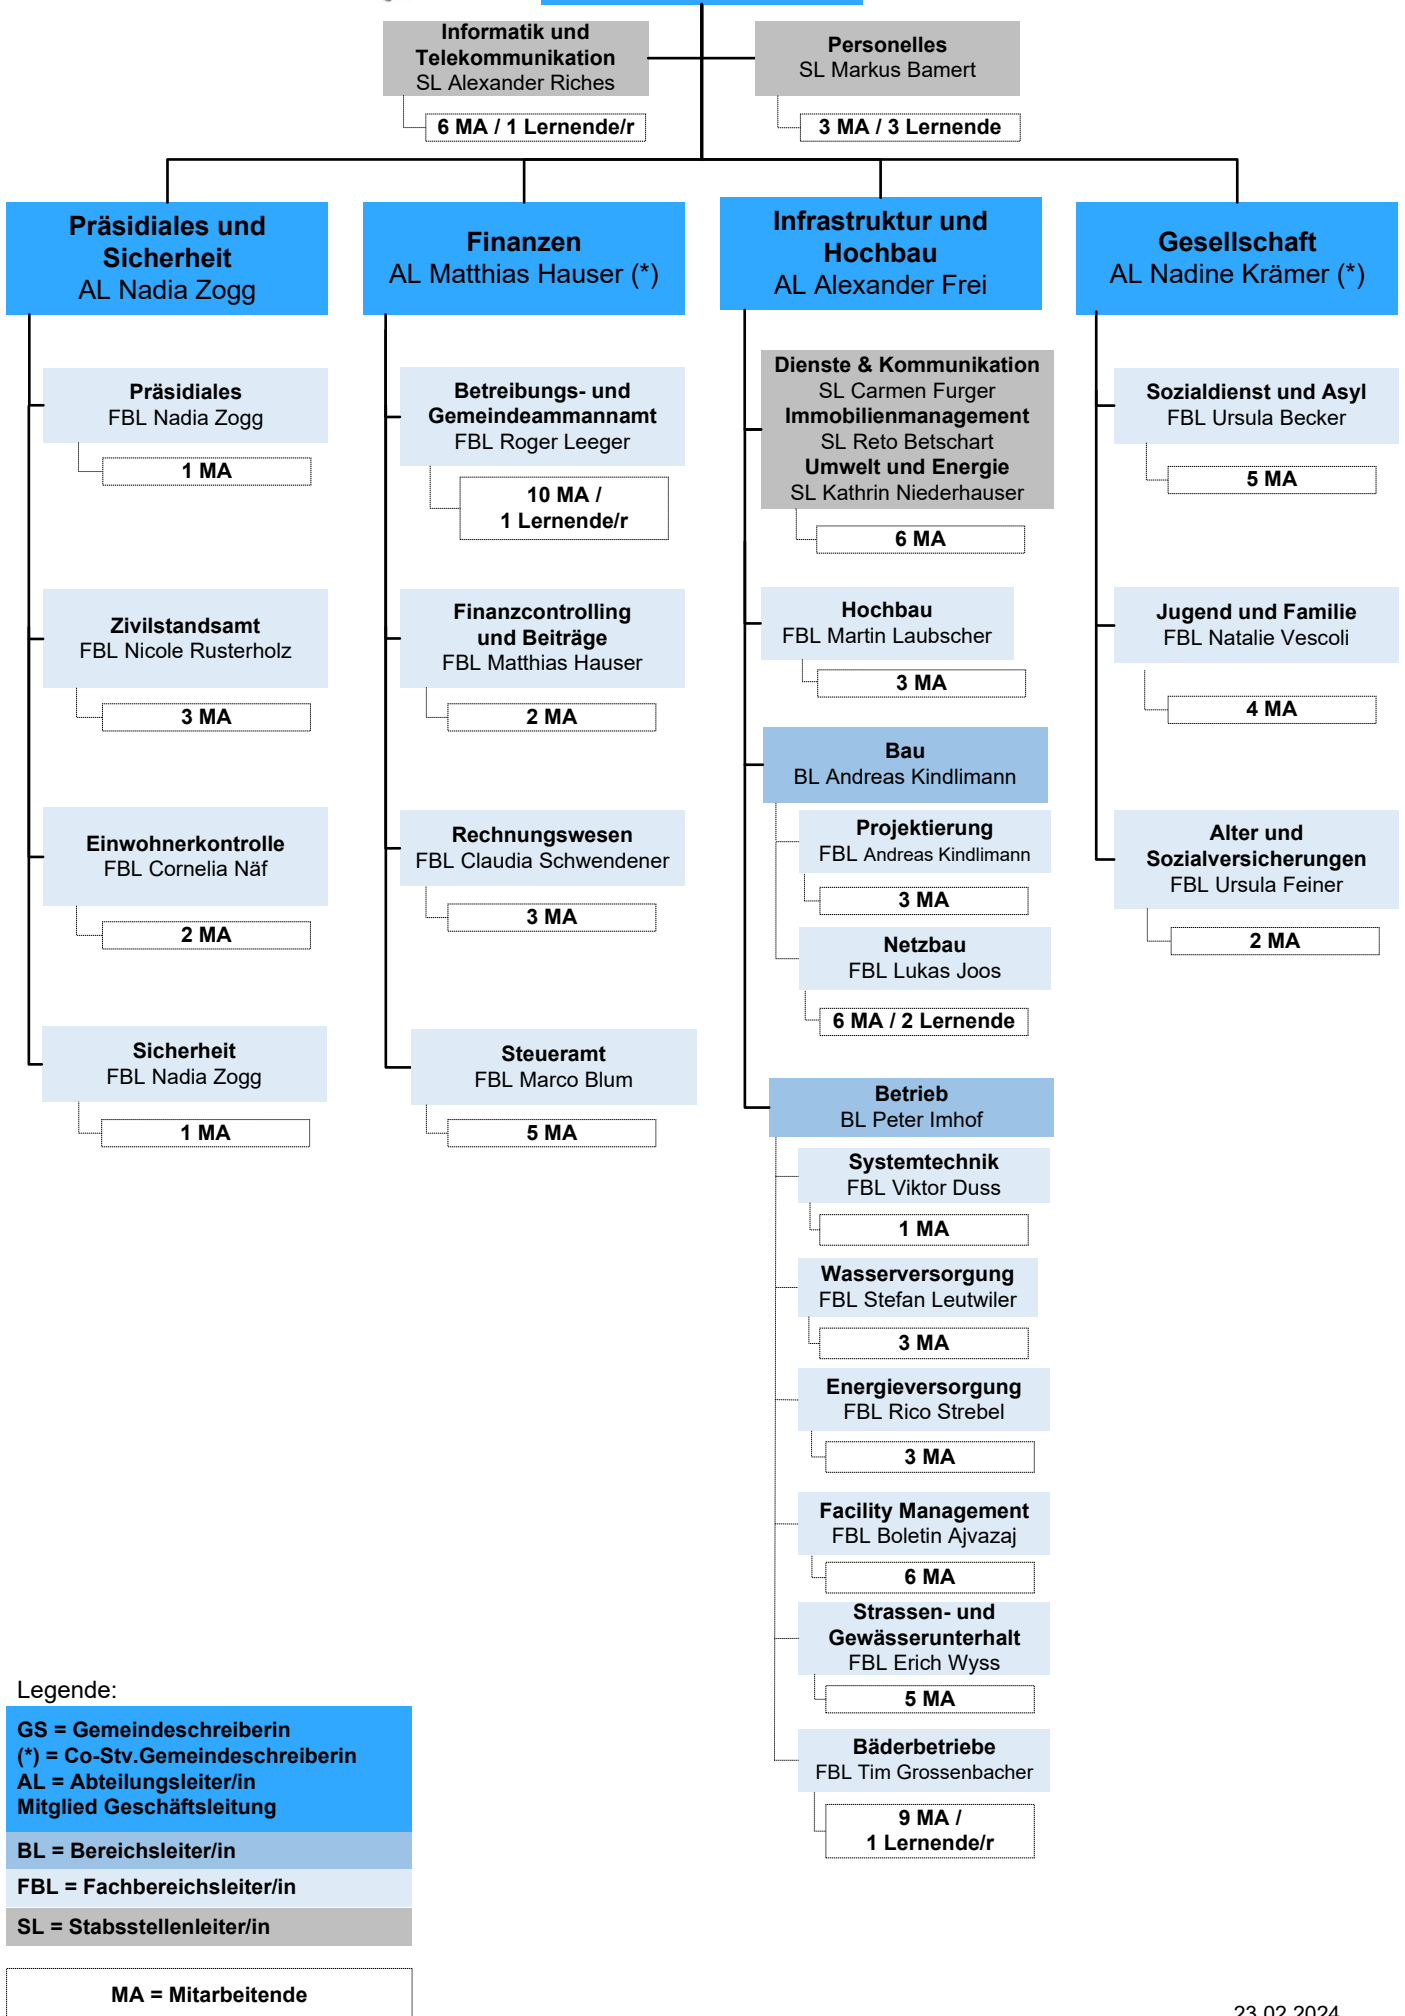 Informatik und
Telekommunikation
SL Alexander Riches
6 MA / 1 Lernende/r
Personelles
SL Markus Bamert
3 MA / 3 Lernende
Präsidiales und
Sicherheit
AL Nadia Zogg
Präsidiales
FBL Nadia Zogg
1 MA
Zivilstandsamt
FBL Nicole Rusterholz
3 MA
Einwohnerkontrolle
FBL Cornelia Näf
2 MA
Sicherheit
FBL Nadia Zogg
1 MA
Finanzen
AL Matthias Hauser (*)
Betreibungs- und
Gemeindeammannamt
FBL Roger Leeger
10 MA /
1 Lernende/r
Finanzcontrolling
und Beiträge
FBL Matthias Hauser
2 MA
Rechnungswesen
FBL Claudia Schwendener
3 MA
Steueramt
FBL Marco Blum
5 MA
Infrastruktur und
Hochbau
AL Alexander Frei
Dienste & Kommunikation
SL Carmen Furger
Immobilienmanagement
SL Reto Betschart
Umwelt und Energie
SL Kathrin Niederhauser
6 MA
Hochbau
FBL Martin Laubscher
3 MA
Bau
BL Andreas Kindlimann
Projektierung
FBL Andreas Kindlimann
3 MA
Netzbau
FBL Lukas Joos
6 MA / 2 Lernende
Betrieb
BL Peter Imhof
Systemtechnik
FBL Viktor Duss
1 MA
Wasserversorgung
FBL Stefan Leutwiler
3 MA
Energieversorgung
FBL Rico Strebel
3 MA
Facility Management
FBL Boletin Ajvazaj
6 MA
Strassen- und
Gewässerunterhalt
FBL Erich Wyss
5 MA
Bäderbetriebe
FBL Tim Grossenbacher
9 MA /
1 Lernende/r
Gesellschaft
AL Nadine Krämer (*)
Sozialdienst und Asyl
FBL Ursula Becker
5 MA
Jugend und Familie
FBL Natalie Vescoli
4 MA
Alter und
Sozialversicherungen
FBL Ursula Feiner
2 MA
Legende:
GS = Gemeindeschreiberin
(*) = Co-Stv.Gemeindeschreiberin
AL = Abteilungsleiter/in
Mitglied Geschäftsleitung
BL = Bereichsleiter/in
FBL = Fachbereichsleiter/in
SL = Stabsstellenleiter/in
MA = Mitarbeitende
23.02.2024